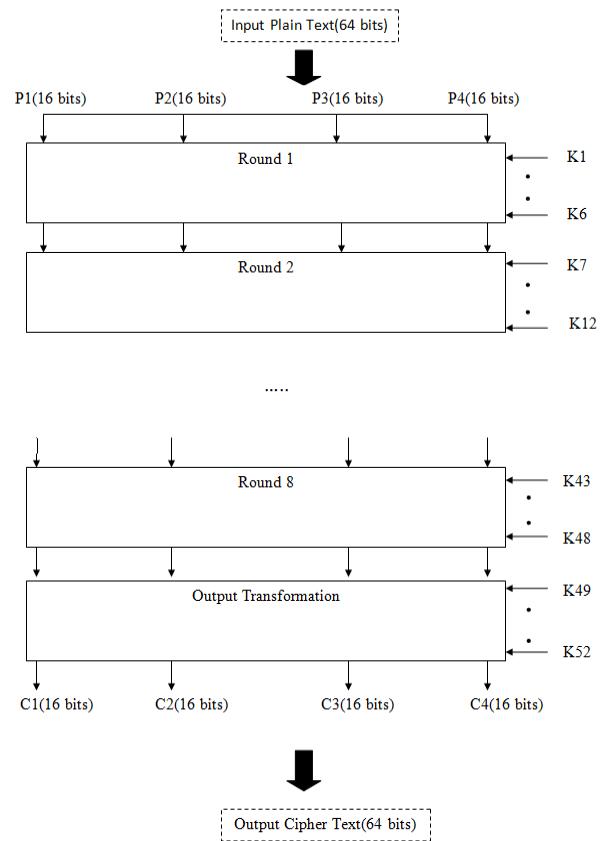 Input Plain Text(64 bits)
P1(16 bits) P2(16 bits) P3(16 bits) P4(16 bits)
Round 1
K1
K6
Round 2
K7
K12
.....
Round 8
K43
K48
Output Transformation
K49
K52
C1(16 bits) C2(16 bits) C3(16 bits) C4(16 bits)
Output Cipher Text(64 bits)